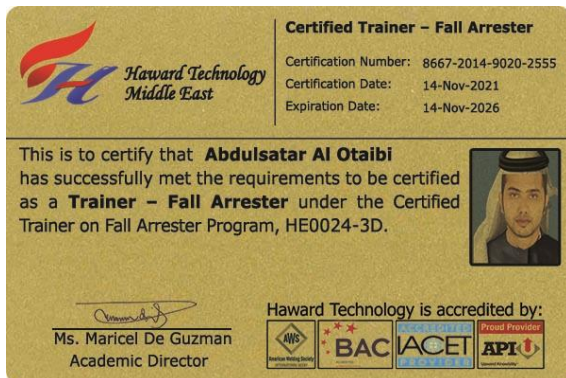 Haward Technology
Middle East
Certified Trainer – Fall Arrester
Certification Number: 8667-2014-9020-2555
Certification Date: 14-Nov-2021
Expiration Date: 14-Nov-2026
This is to certify that Abdulsatar Al Otaibi
has successfully met the requirements to be certified
as a Trainer – Fall Arrester under the Certified
Trainer on Fall Arrester Program, HE0024-3D.
Ms. Maricel De Guzman
Academic Director
Haward Technology is accredited by:
AWS
American Welding Society
BAC
ACCREDITED
IACET
PROVIDER
Proud Provider
API